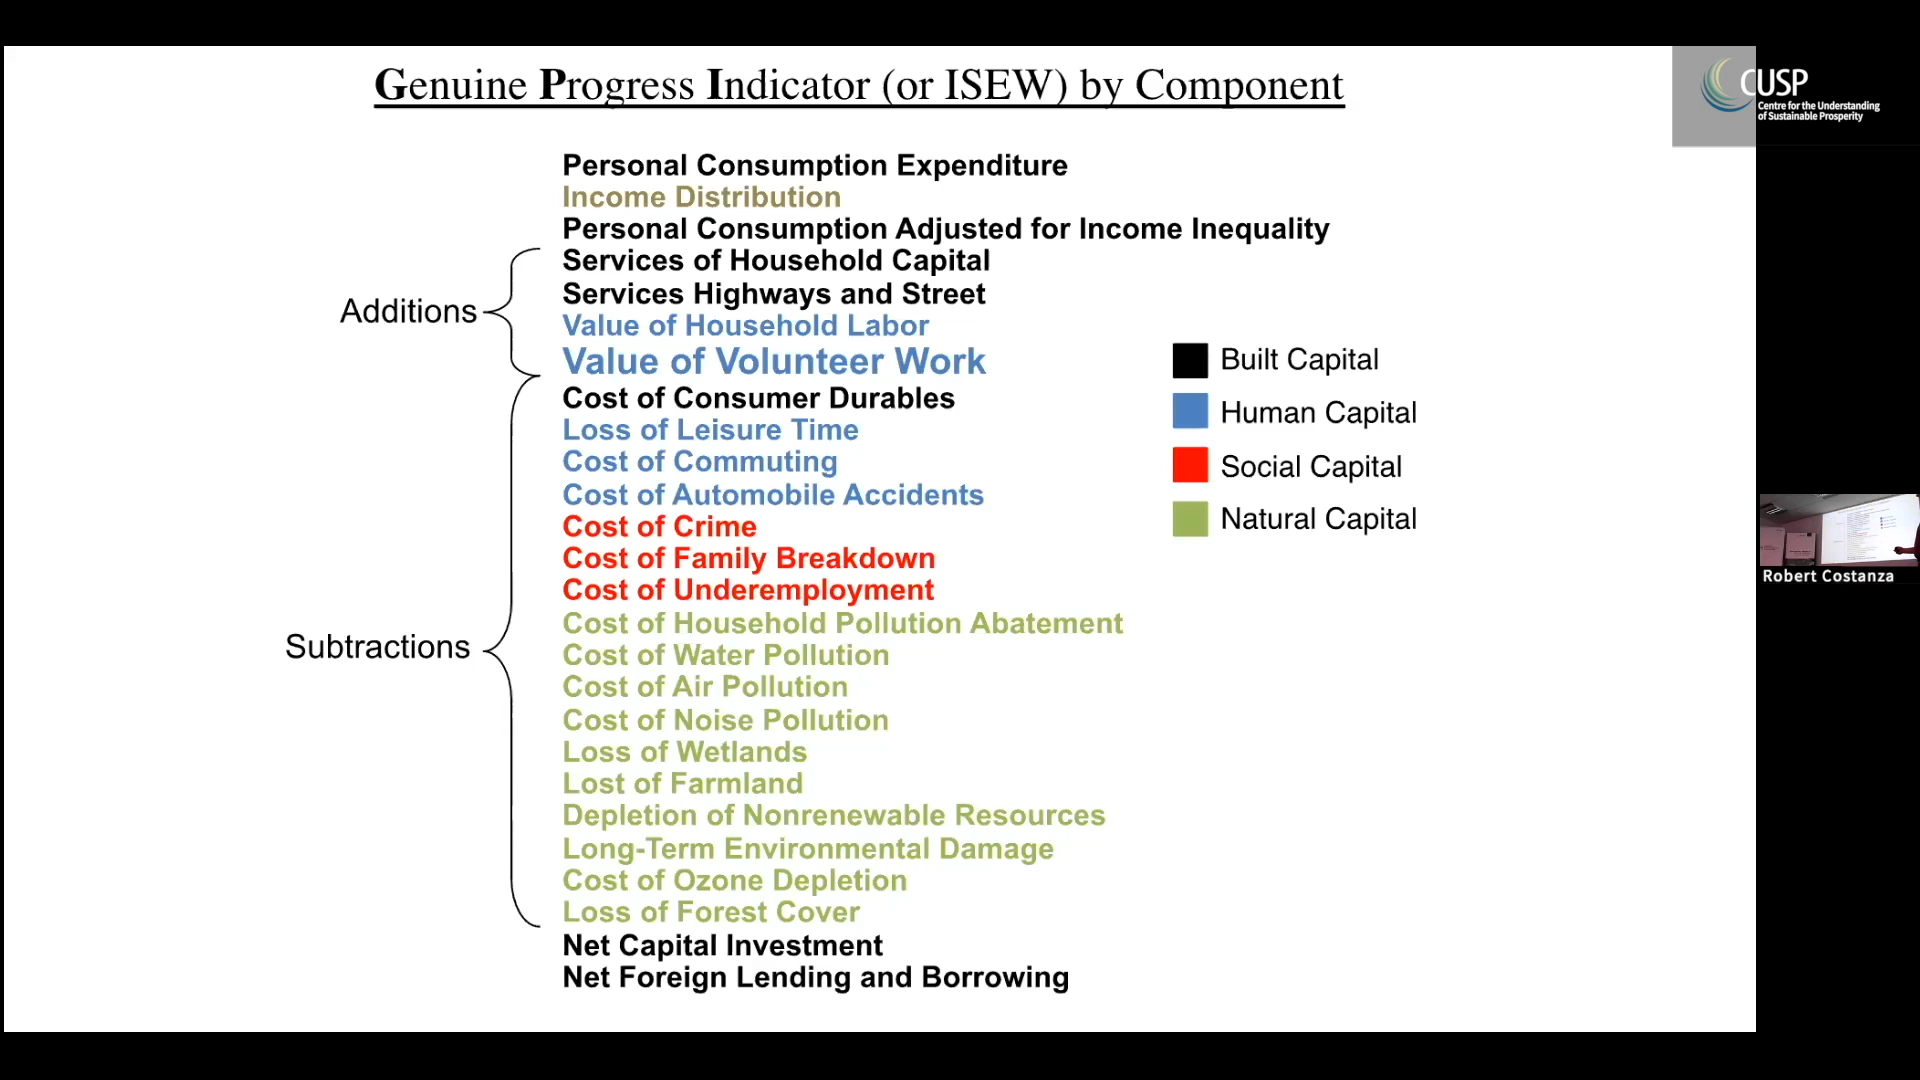 Genuine Progress Indicator (or ISEW) by Component
CUSP
Centre for the Understanding
of Sustainable Prosperity
Personal Consumption Expenditure
Income Distribution
Personal Consumption Adjusted for Income Inequality
Additions
Services of Household Capital
Services Highways and Street
Value of Household Labor
Value of Volunteer Work
Subtractions
Cost of Consumer Durables
Loss of Leisure Time
Cost of Commuting
Cost of Automobile Accidents
Cost of Crime
Cost of Family Breakdown
Cost of Underemployment
Cost of Household Pollution Abatement
Cost of Water Pollution
Cost of Air Pollution
Cost of Noise Pollution
Loss of Wetlands
Lost of Farmland
Depletion of Nonrenewable Resources
Long-Term Environmental Damage
Cost of Ozone Depletion
Loss of Forest Cover
Net Capital Investment
Net Foreign Lending and Borrowing
Built Capital
Human Capital
Social Capital
Natural Capital
Robert Costanza